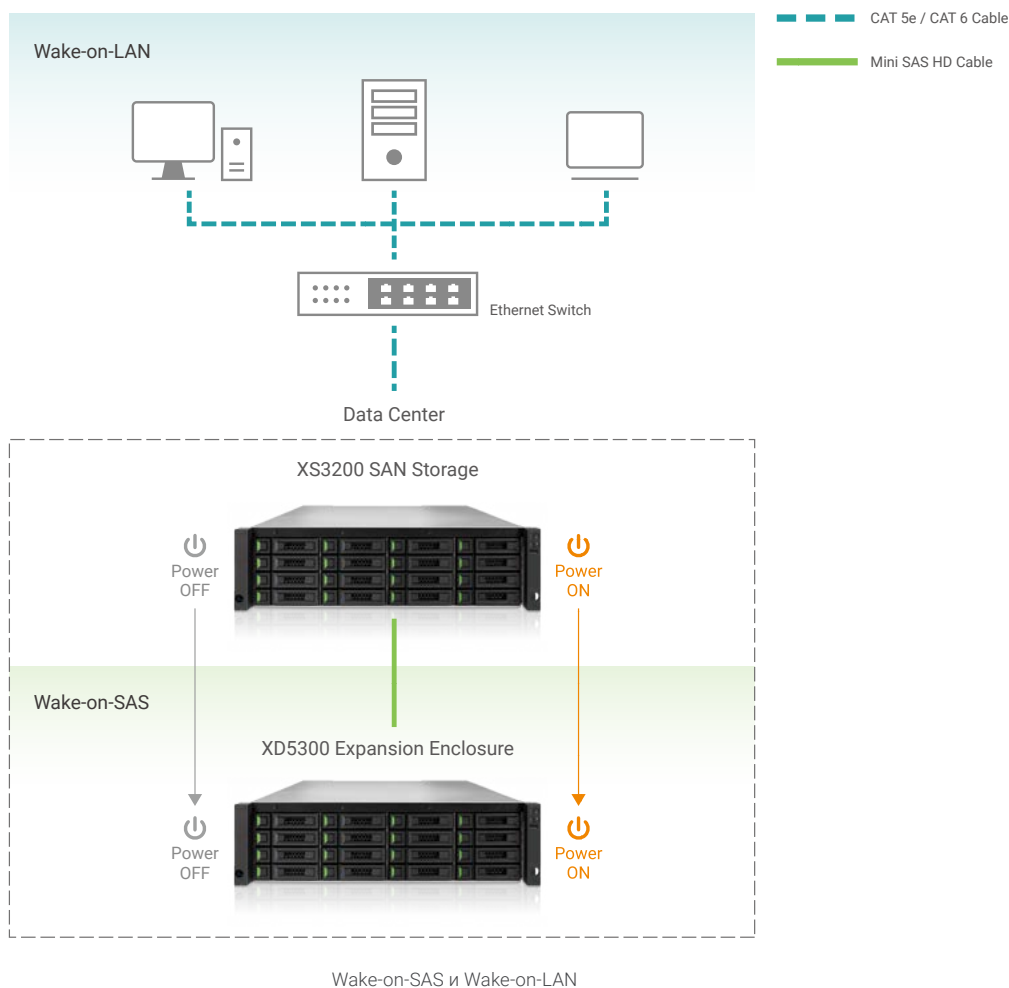 CAT 5e / CAT 6 Cable
Wake-on-LAN
Mini SAS HD Cable
Ethernet Switch
Data Center
XS3200 SAN Storage
Power
OFF
Power
ON
Wake-on-SAS
XD5300 Expansion Enclosure
Power
OFF
Power
ON
Wake-on-SAS и Wake-on-LAN